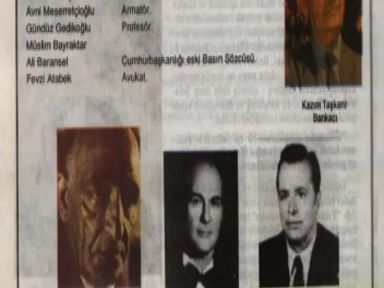 Avni Meserretçioğlu Armatör.
Gündüz Gedikoğlu Profesör.
Müslim Bayraktar
Ali Baransel Cumhurbaşkanlığı eski Basın Sözcüsü.
Fevzi Atabek Avukat.
Kazım Taşkent
Bankacı